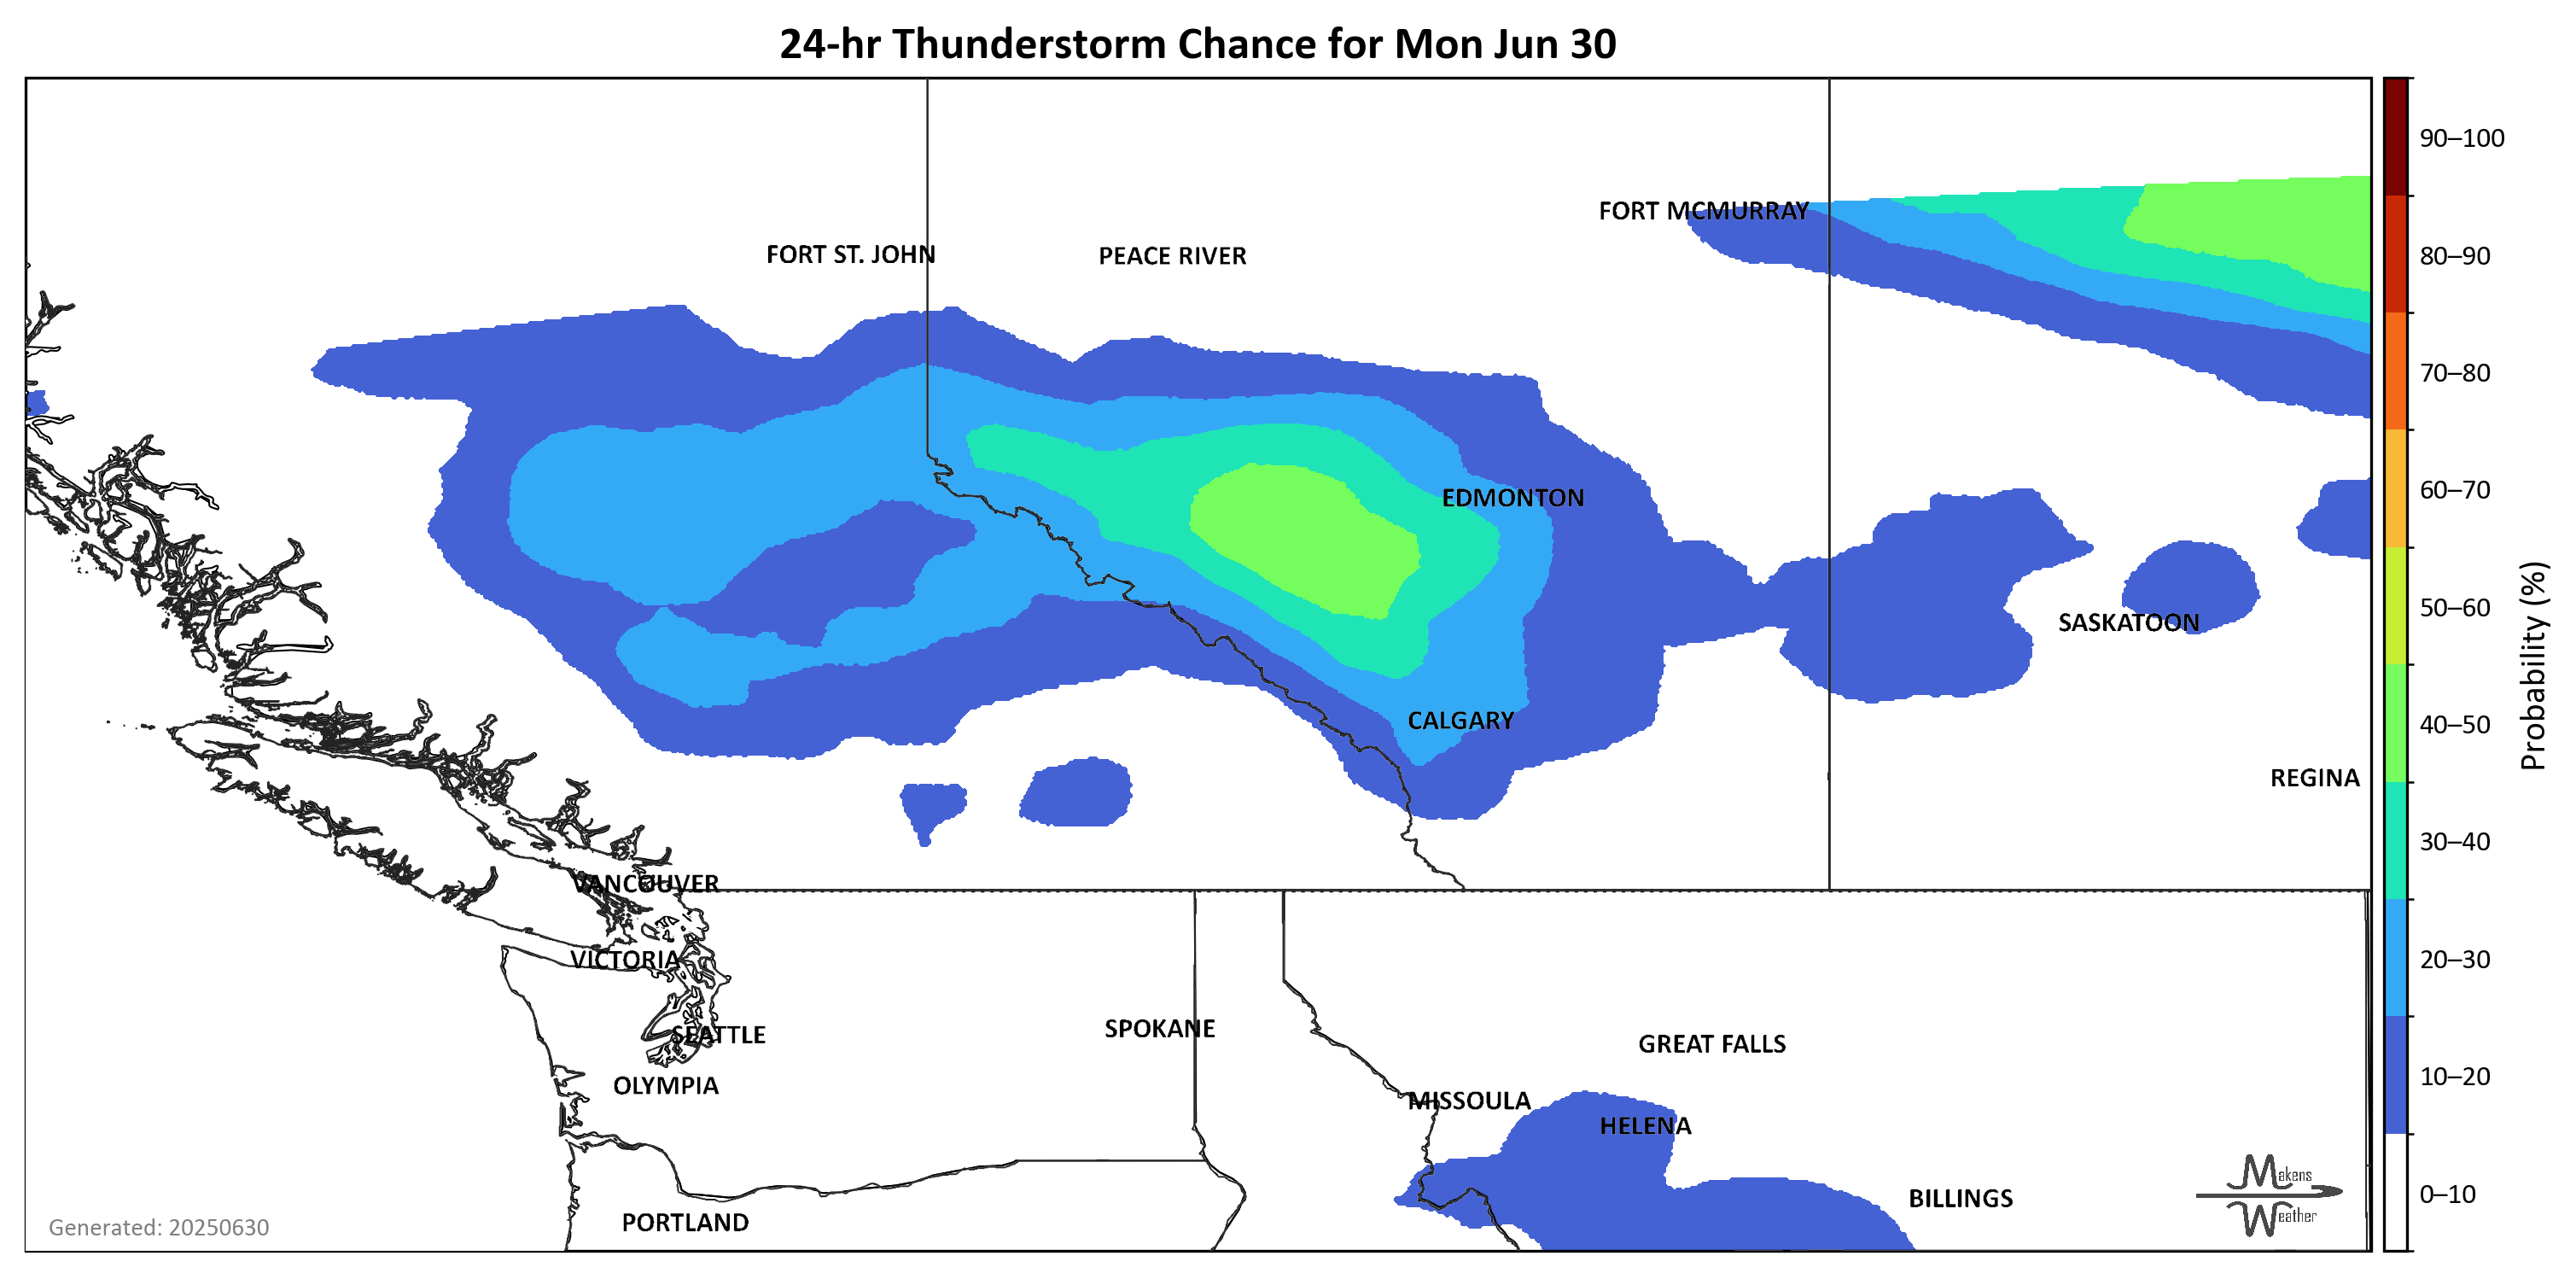 24-hr Thunderstorm Chance for Mon Jun 30
FORT MCMURRAY
FORT ST. JOHN
PEACE RIVER
EDMONTON
SASKATOON
CALGARY
REGINA
VANCOUVER
VICTORIA
SEATTLE
SPOKANE
GREAT FALLS
OLYMPIA
MISSOULA
HELENA
BILLINGS
PORTLAND
Generated: 20250630
Makens
Weather
90–100
80–90
70–80
60–70
50–60
40–50
30–40
20–30
10–20
0–10
Probability (%)